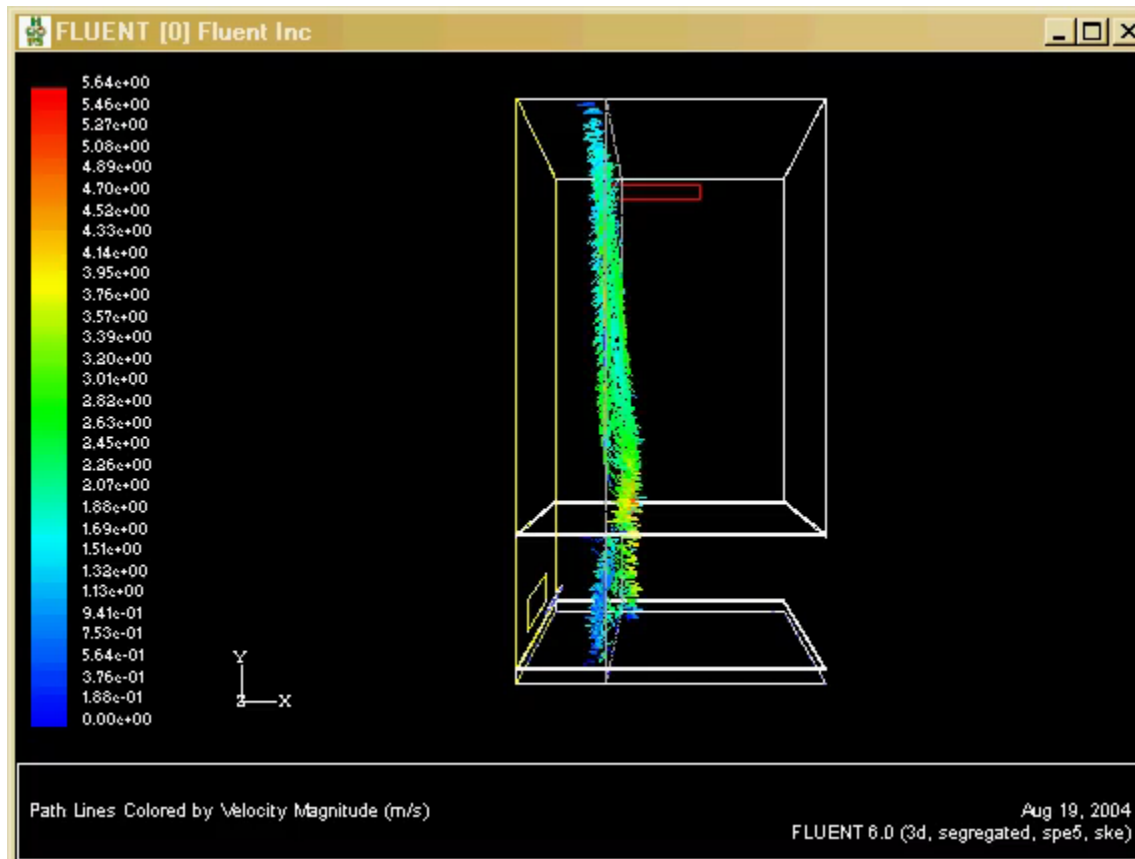 FLUENT [0] Fluent Inc
5.64e+00
5.46e+00
5.27e+00
5.08e+00
4.89e+00
4.70e+00
4.52e+00
4.33e+00
4.14e+00
3.95e+00
3.76e+00
3.57e+00
3.39e+00
3.20e+00
3.01e+00
2.82e+00
2.63e+00
2.45e+00
2.26e+00
2.07e+00
1.88e+00
1.69e+00
1.51e+00
1.32e+00
1.13e+00
9.41e-01
7.53e-01
5.64e-01
3.76e-01
1.88e-01
0.00e+00
Y
Z X
Path Lines Colored by Velocity Magnitude (m/s)
Aug 19, 2004
FLUENT 6.0 (3d, segregated, spe5, ske)